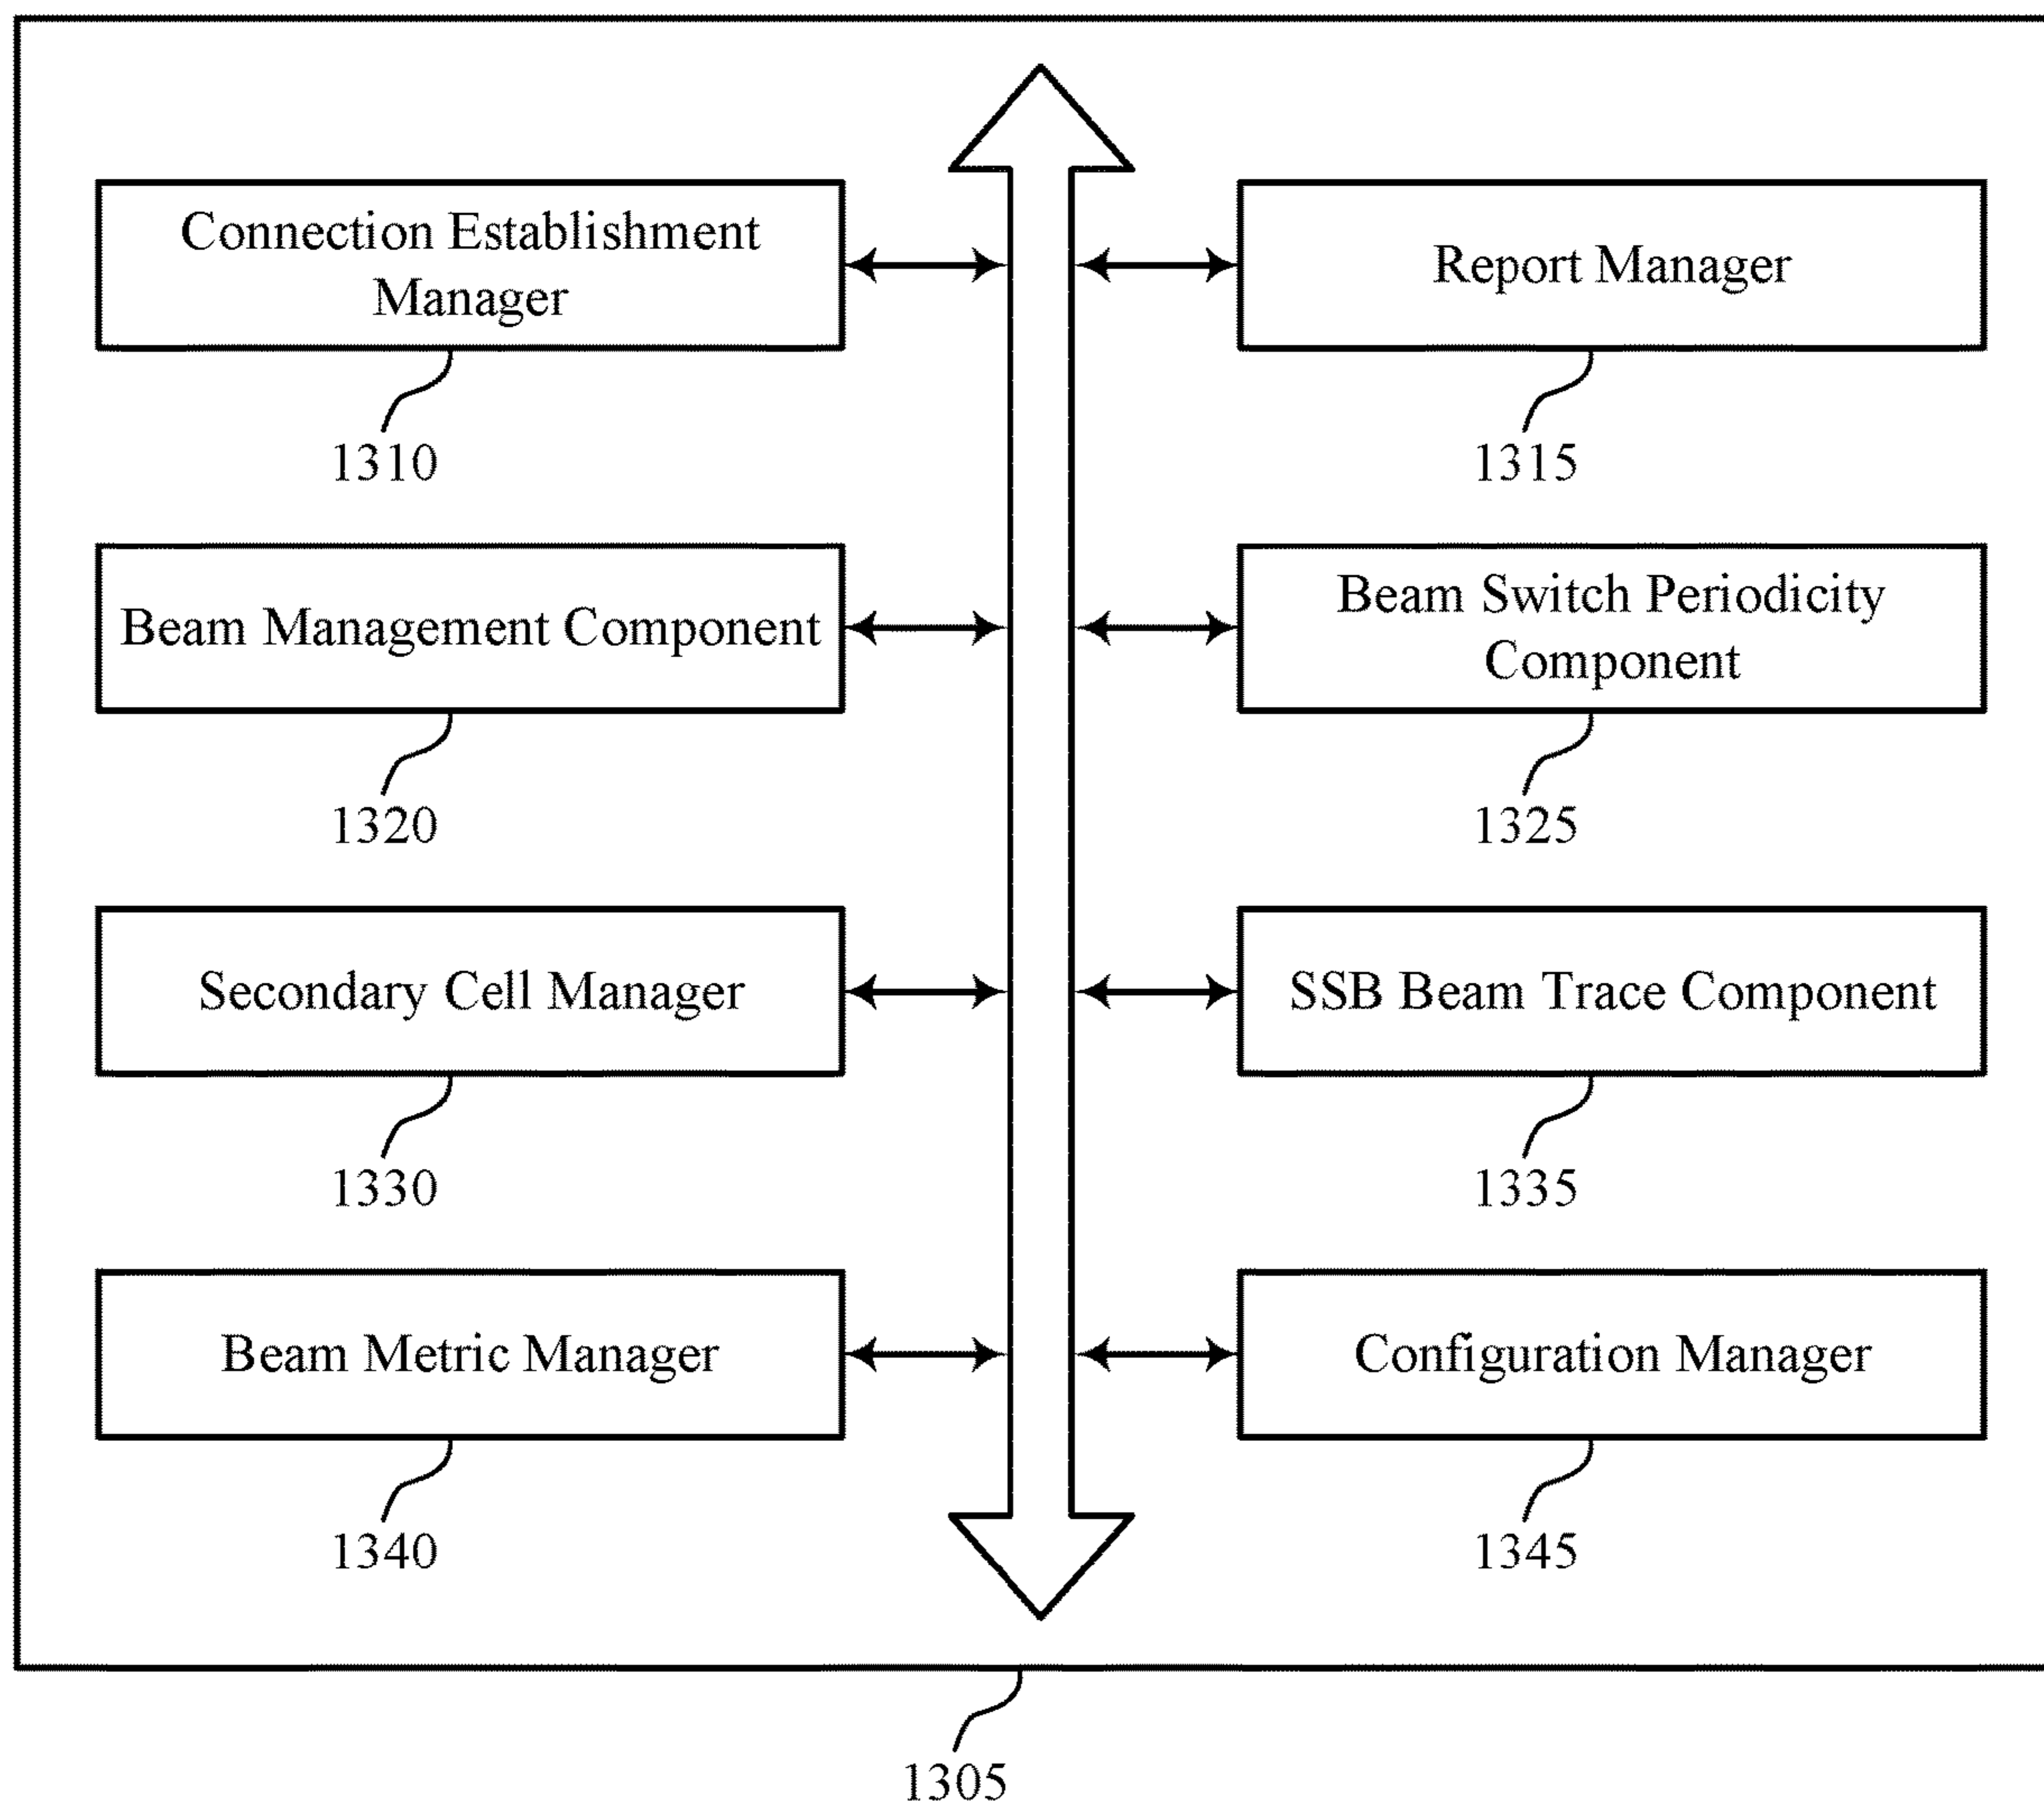 Connection Establishment
Manager
Report Manager
1310
1315
Beam Management Component
Beam Switch Periodicity
Component
1320
1325
Secondary Cell Manager
SSB Beam Trace Component
1330
1335
Beam Metric Manager
Configuration Manager
1340
1345
1305